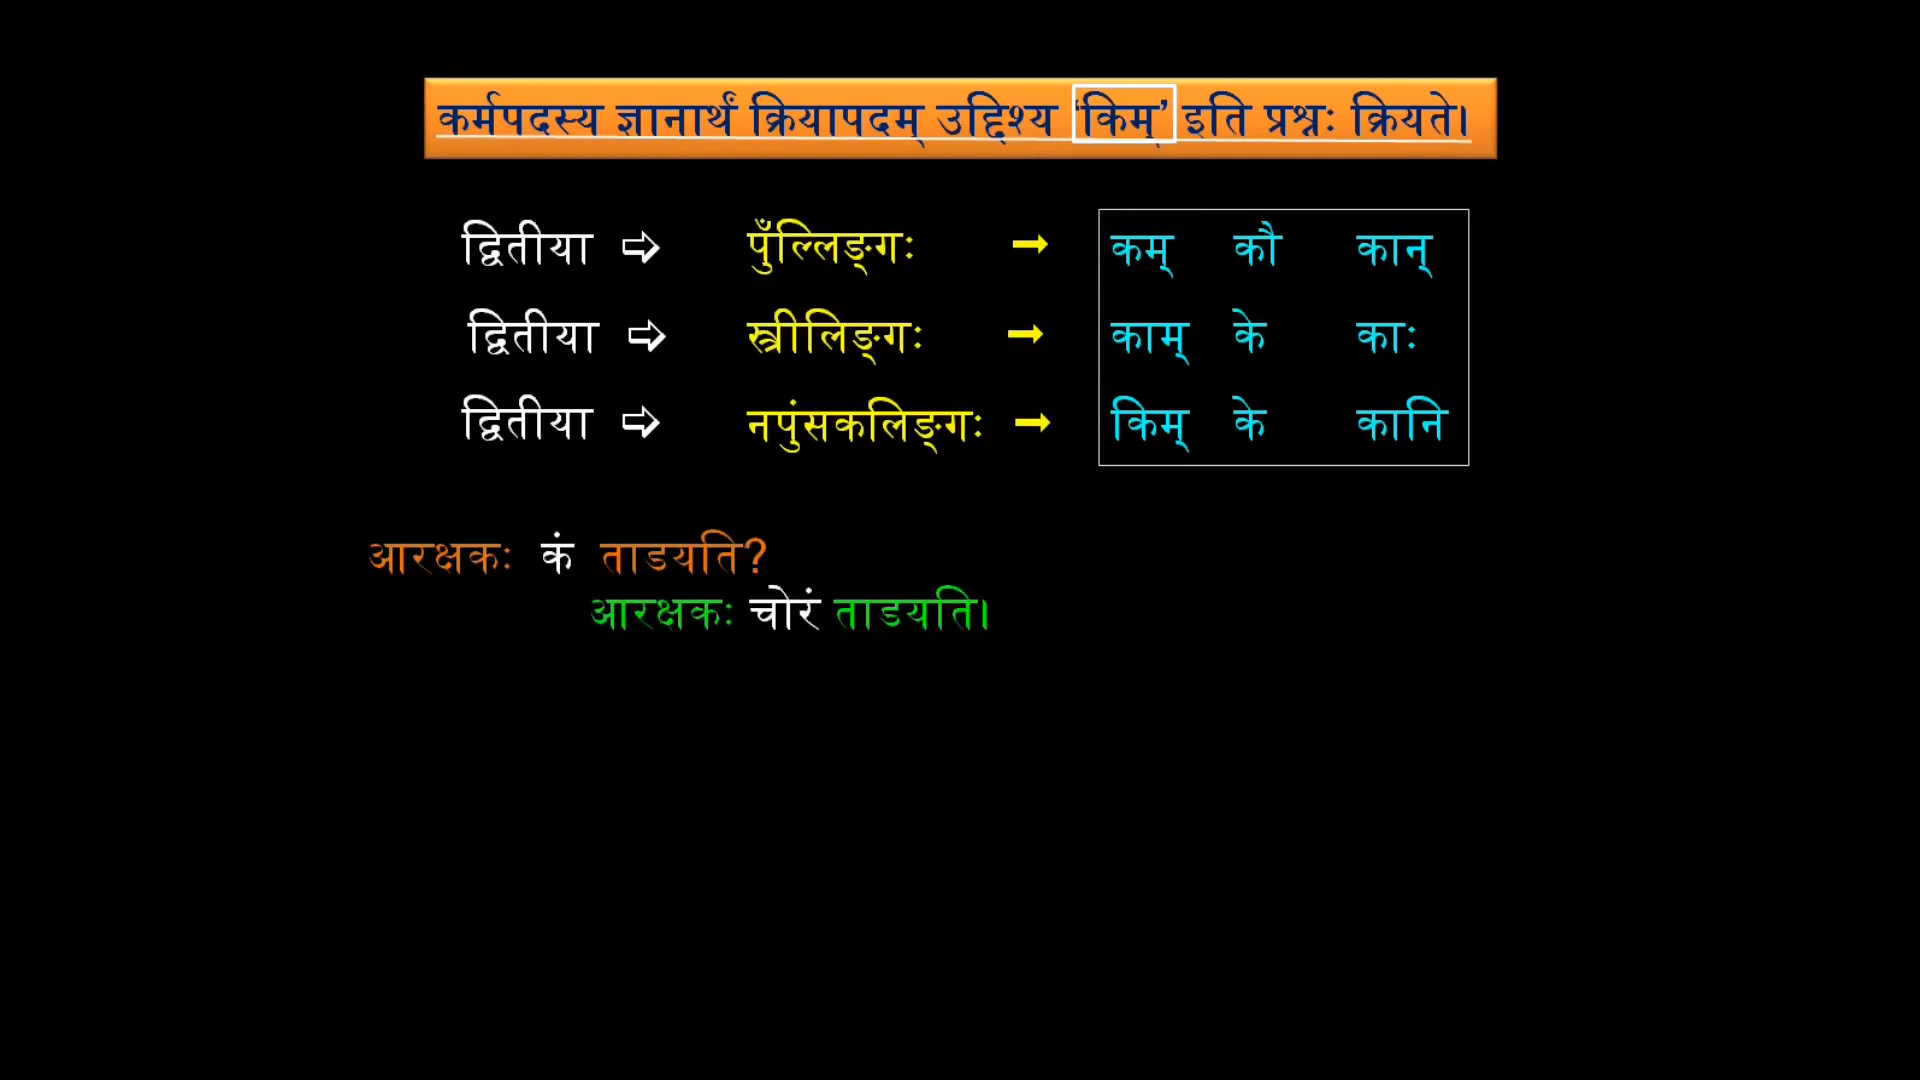 कर्मपदस्य ज्ञानार्थं क्रियापदम् उद्दिश्य ‘किम्’ इति प्रश्नः क्रियते।
द्वितीया ➩ पुँल्लिङ्गः ➞ कम् कौ कान्
द्वितीया ➩ स्त्रीलिङ्गः ➞ काम् के काः
द्वितीया ➩ नपुंसकलिङ्गः ➞ किम् के कानि
आरक्षकः कं ताडयति?
आरक्षकः चोरं ताडयति।